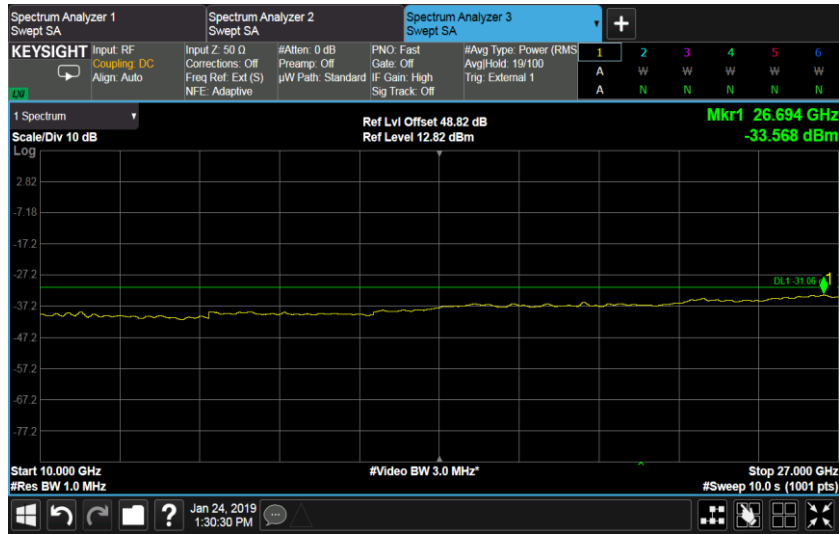 Spectrum Analyzer 1
Swept SA
Spectrum Analyzer 2
Swept SA
Spectrum Analyzer 3
Swept SA
KEYSIGHT
LXI
Input: RF
Coupling: DC
Align: Auto
Input Z: 50 Ω
Corrections: Off
Freq Ref: Ext (S)
NFE: Adaptive
#Atten: 0 dB
Preamp: Off
µW Path: Standard
PNO: Fast
Gate: Off
IF Gain: High
Sig Track: Off
#Avg Type: Power (RMS
Avg|Hold: 19/100
Trig: External 1
1 2 3 4 5 6
A W W W W W
A N N N N N
1 Spectrum
Scale/Div 10 dB
Log
Ref Lvl Offset 48.82 dB
Ref Level 12.82 dBm
Mkr1 26.694 GHz
-33.568 dBm
2.82
-7.18
-17.2
-27.2
DL1 -31.06
1
-37.2
-47.2
-57.2
-67.2
-77.2
Start 10.000 GHz
#Res BW 1.0 MHz
#Video BW 3.0 MHz*
Stop 27.000 GHz
#Sweep 10.0 s (1001 pts)
Jan 24, 2019
1:30:30 PM